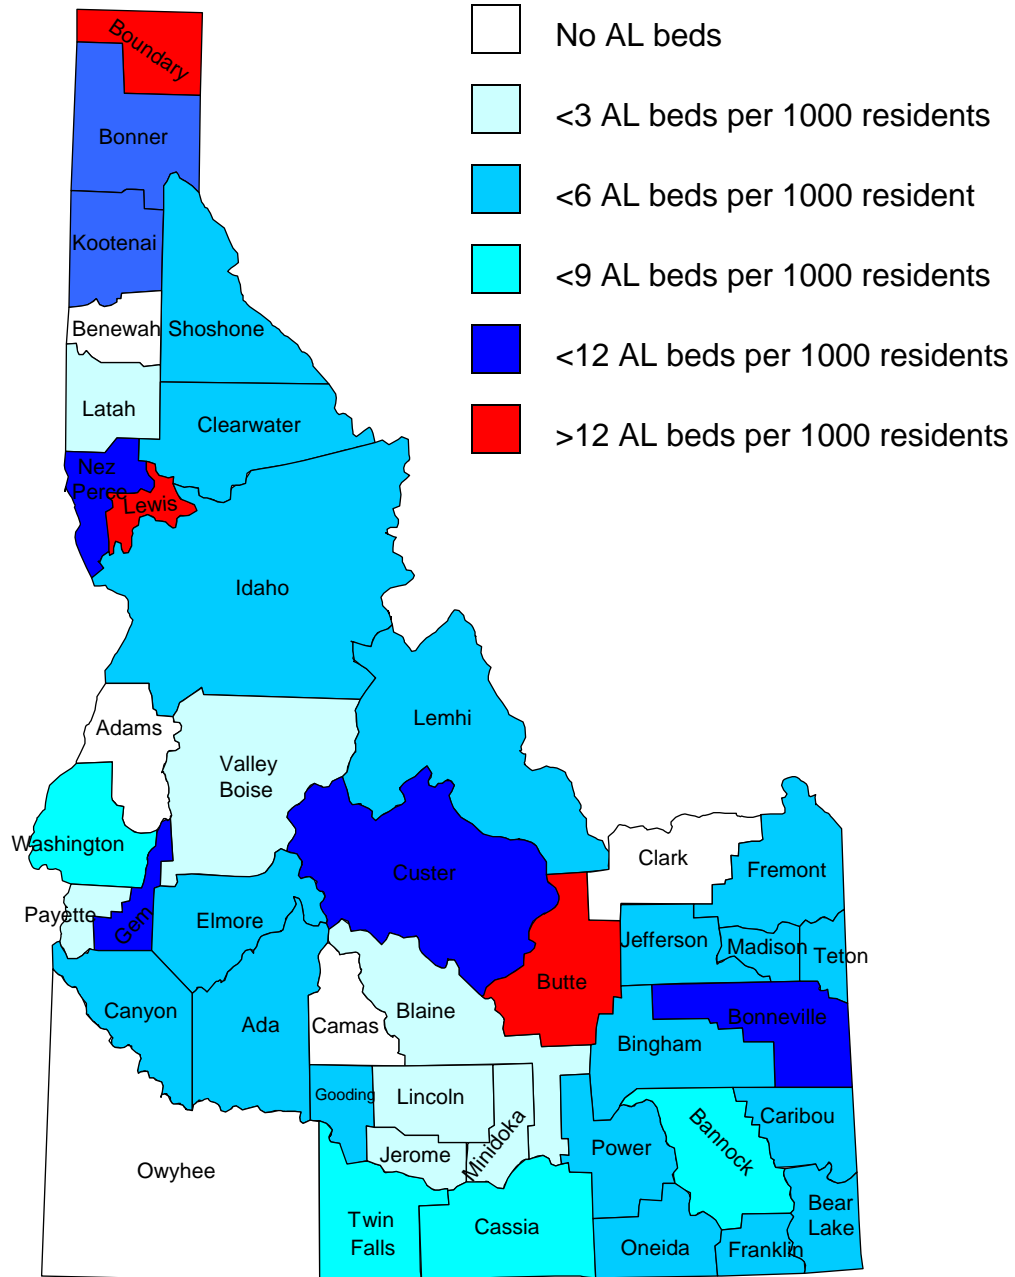 No AL beds
<3 AL beds per 1000 residents
<6 AL beds per 1000 resident
<9 AL beds per 1000 residents
<12 AL beds per 1000 residents
>12 AL beds per 1000 residents
Boundary
Bonner
Kootenai
Benewah
Shoshone
Latah
Clearwater
Nez
Perce
Lewis
Idaho
Adams
Lemhi
Valley
Boise
Washington
Custer
Clark
Fremont
Payette
Gem
Elmore
Jefferson
Madison
Teton
Butte
Canyon
Ada
Camas
Blaine
Bonneville
Bingham
Gooding
Lincoln
Minidoka
Caribou
Bannock
Power
Jerome
Owyhee
Bear
Lake
Twin
Falls
Cassia
Oneida
Franklin